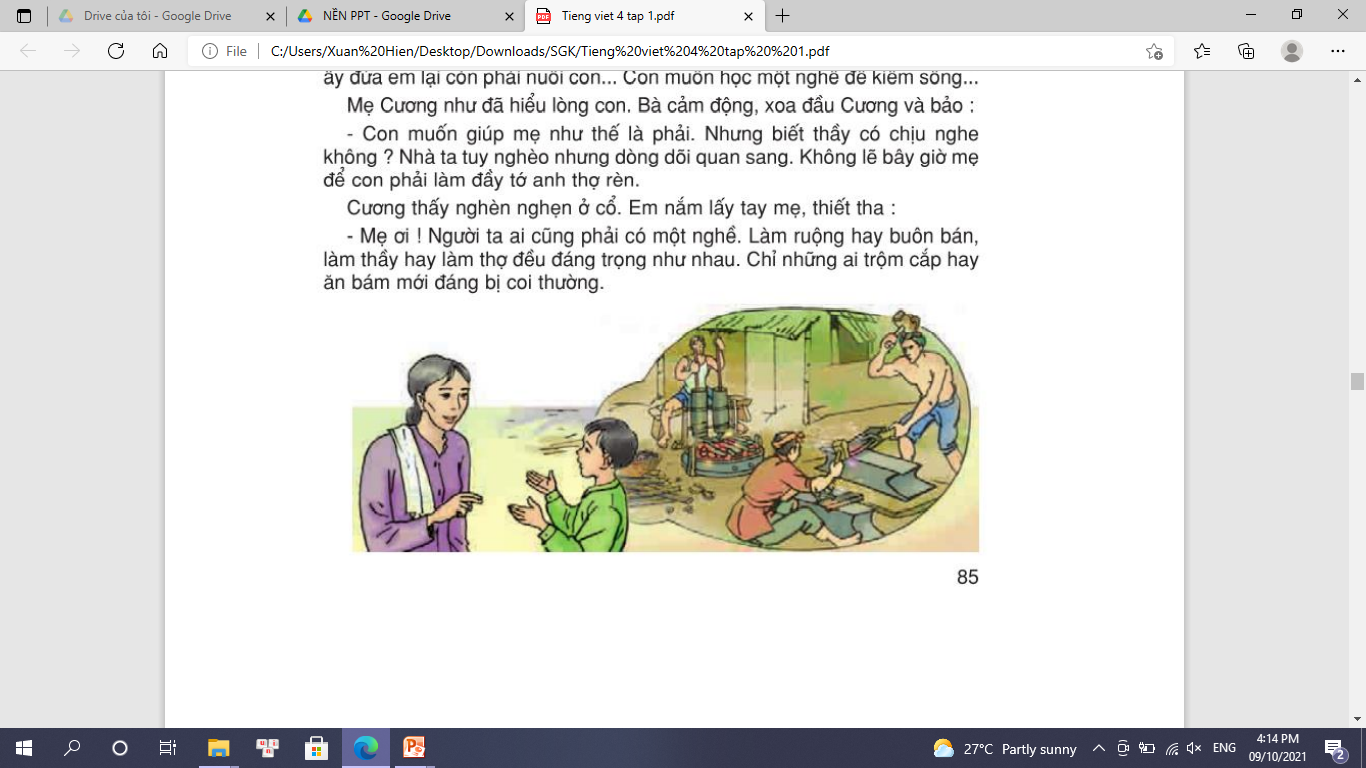 Drive của tôi - Google Drive
NỀN PPT - Google Drive
Tieng viet 4 tap 1.pdf
File
C:/Users/Xuan%20Hien/Desktop/Downloads/SGK/Tieng%20viet%204%20tap%20%201.pdf
ấy đứa em lại còn phải nuôi con... Con muốn học một nghề để kiếm sống...
Mẹ Cương như đã hiểu lòng con. Bà cảm động, xoa đầu Cương và bảo :
- Con muốn giúp mẹ như thế là phải. Nhưng biết thầy có chịu nghe
không ? Nhà ta tuy nghèo nhưng dòng dõi quan sang. Không lẽ bây giờ mẹ
để con phải làm đầy tớ anh thợ rèn.
Cương thấy nghèn nghẹn ở cổ. Em nắm lấy tay mẹ, thiết tha :
- Mẹ ơi ! Người ta ai cũng phải có một nghề. Làm ruộng hay buôn bán,
làm thầy hay làm thợ đều đáng trọng như nhau. Chỉ những ai trộm cắp hay
ăn bám mới đáng bị coi thường.
85
27°C Partly sunny
ENG
4:14 PM
09/10/2021
2